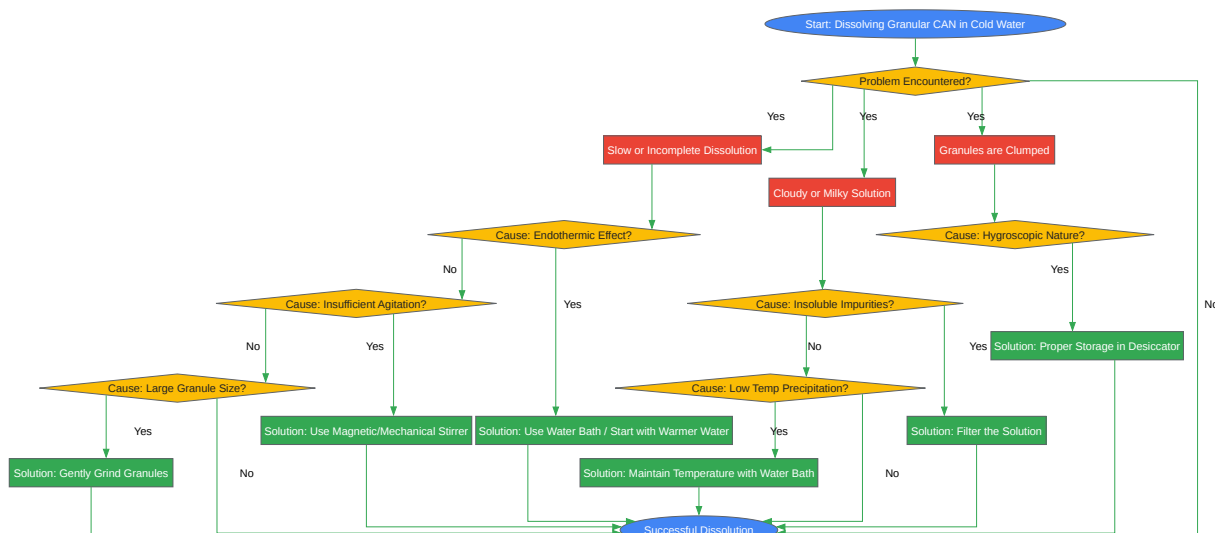 Start: Dissolving Granular CAN in Cold Water
Problem Encountered?
Yes
Yes
Yes
Slow or Incomplete Dissolution
Granules are Clumped
Cloudy or Milky Solution
Cause: Endothermic Effect?
Cause: Hygroscopic Nature?
No
Yes
Cause: Insufficient Agitation?
Yes
Cause: Insoluble Impurities?
No
No
Yes
No
Yes
Solution: Proper Storage in Desiccator
Cause: Large Granule Size?
Cause: Low Temp Precipitation?
Yes
Solution: Use Magnetic/Mechanical Stirrer
Solution: Use Water Bath / Start with Warmer Water
Yes
Solution: Filter the Solution
Solution: Gently Grind Granules
No
Solution: Maintain Temperature with Water Bath
No
Successful Dissolution